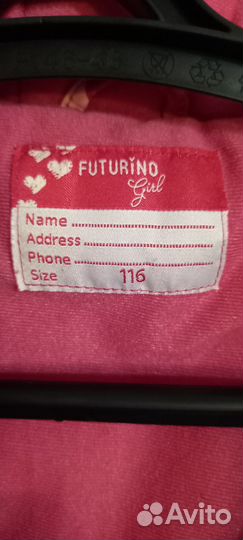 FUTURINO
Girl
Name
Address
Phone
Size 116
Avito